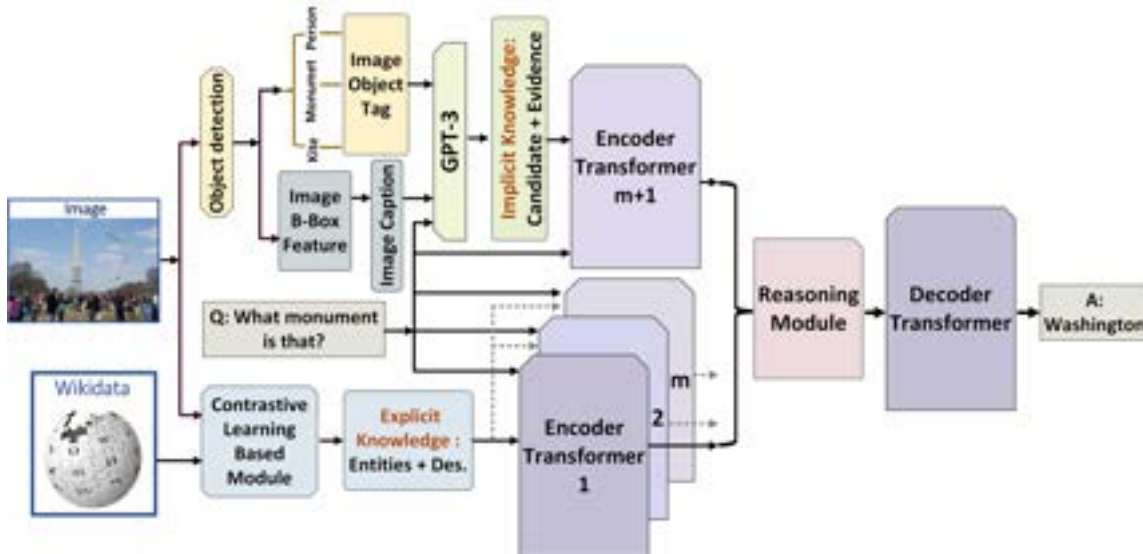 Image
Object detection
Person
Monumet
Kite
Image
Object
Tag
Image
B-Box
Feature
Image Caption
GPT-3
Implicit Knowledge:
Candidate + Evidence
Encoder
Transformer
m+1
Q: What monument
is that?
Wikidata
Contrastive
Learning
Based
Module
Explicit
Knowledge :
Entities + Des.
m
2
Encoder
Transformer
1
Reasoning
Module
Decoder
Transformer
A:
Washington